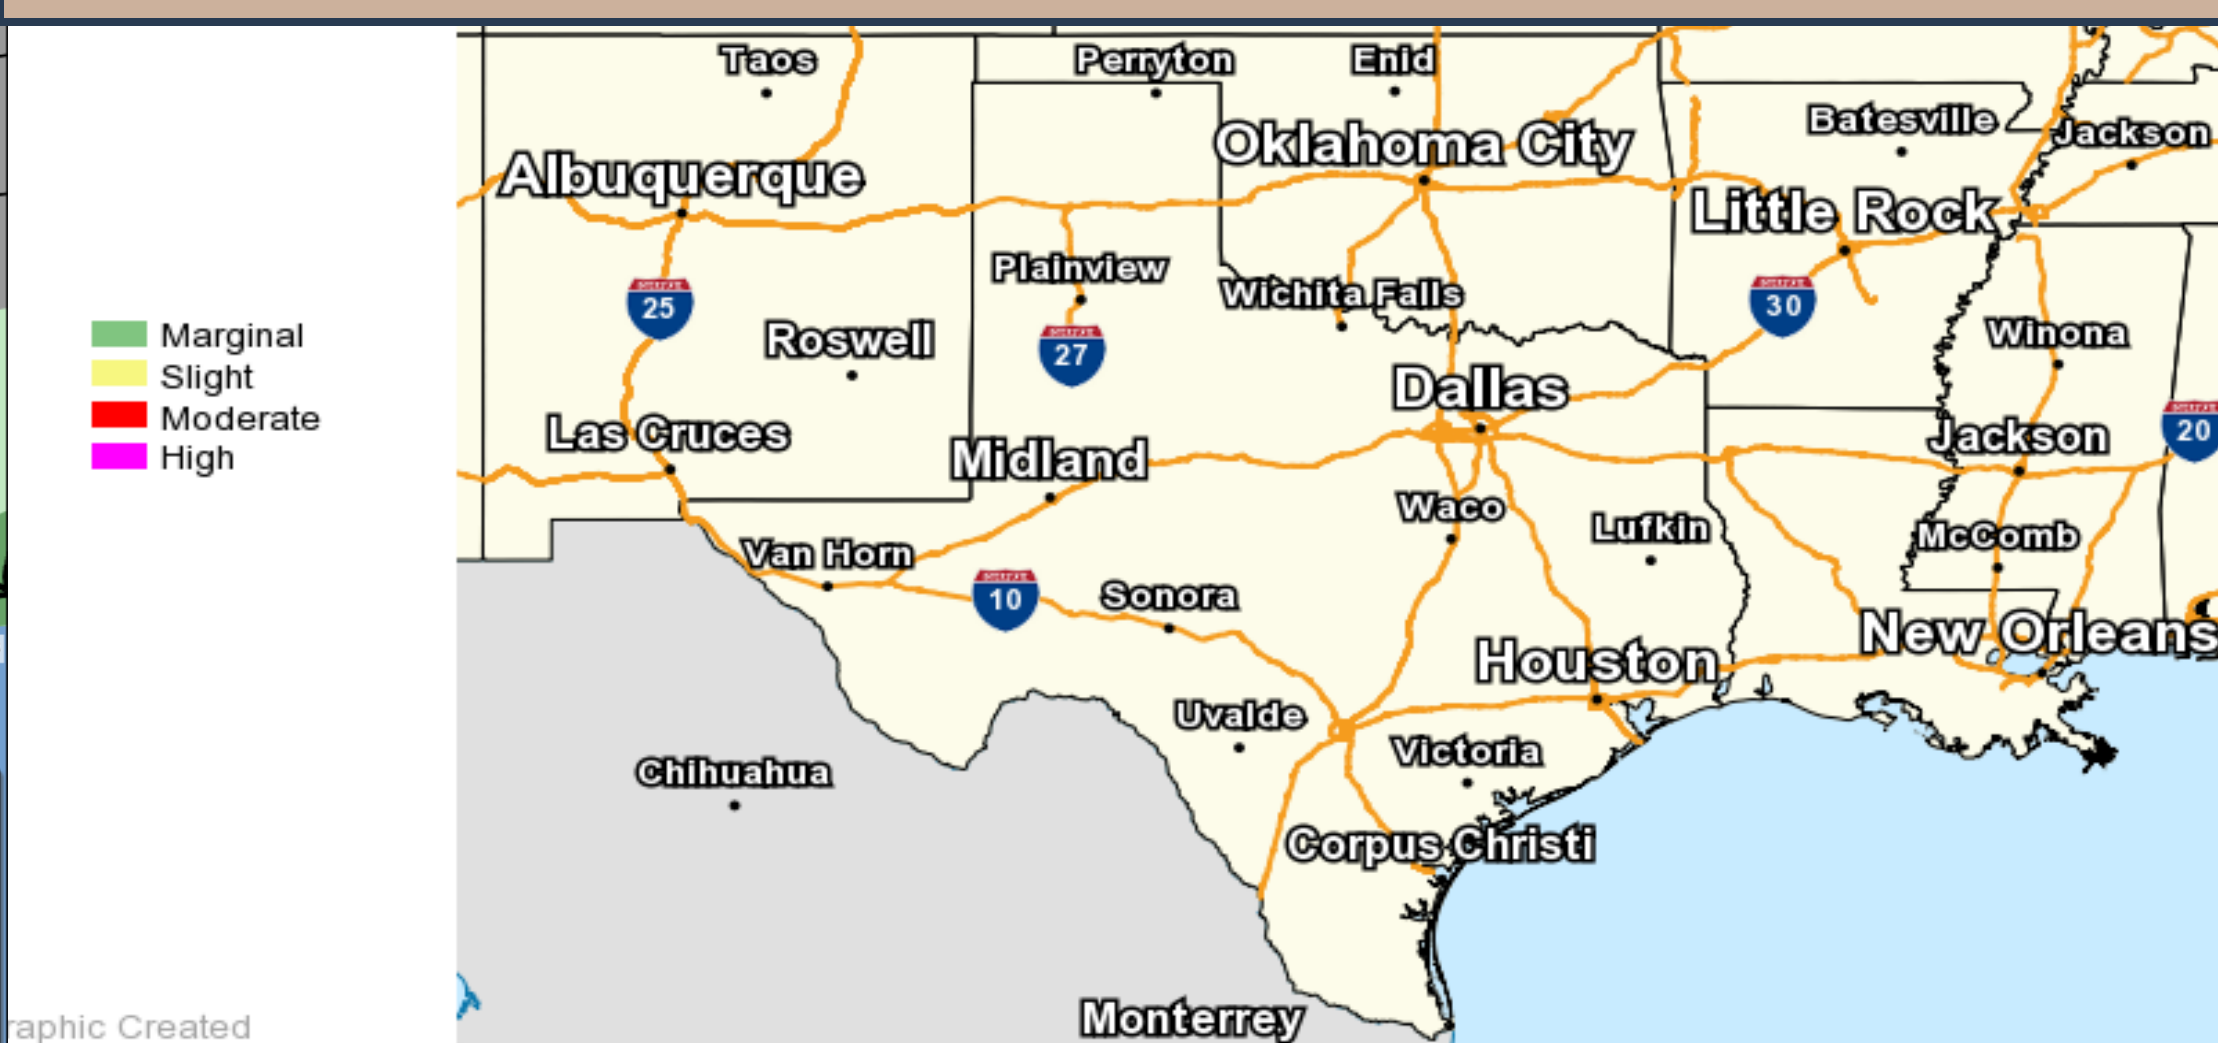 Marginal
Slight
Moderate
High
raphic Created
Taos
Perryton
Enid
Batesville
Jackson
Oklahoma City
Albuquerque
Little Rock
Plainview
Wichita Falls
25
30
27
Roswell
Winona
Dallas
Las Cruces
Midland
Jackson
20
Waco
Lufkin
McComb
Van Horn
10
Sonora
New Orleans
Houston
Uvalde
Victoria
Chihuahua
Corpus Christi
Monterrey